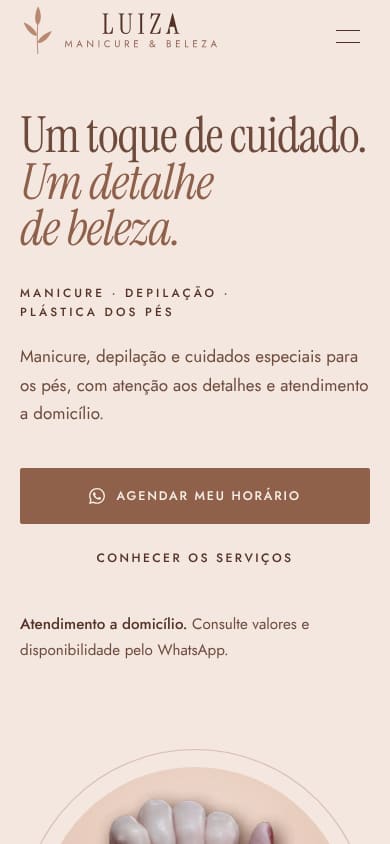 LUIZA
MANICURE & BELEZA
Um toque de cuidado.
Um detalhe
de beleza.
MANICURE · DEPILAÇÃO ·
PLÁSTICA DOS PÉS
Manicure, depilação e cuidados especiais para
os pés, com atenção aos detalhes e atendimento
a domicílio.
AGENDAR MEU HORÁRIO
CONHECER OS SERVIÇOS
Atendimento a domicílio. Consulte valores e
disponibilidade pelo WhatsApp.